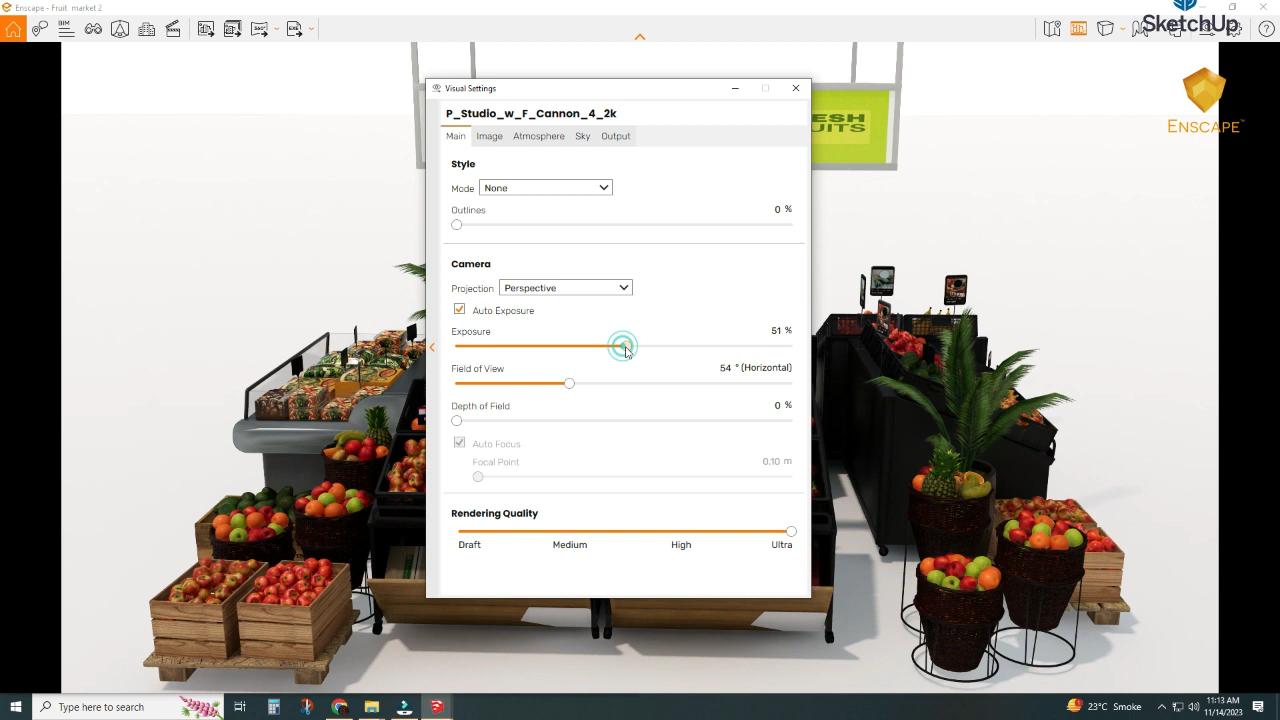 Enscape - Fruit market 2
SketchUp
ENSCAPE™
Visual Settings
P_Studio_w_F_Cannon_4_2k
Main Image Atmosphere Sky Output
Style
Mode None
Outlines 0 %
Camera
Projection Perspective
Auto Exposure
Exposure 51 %
Field of View 54 ° (Horizontal)
Depth of Field 0 %
Auto Focus
Focal Point 0,10 m
Rendering Quality
Draft Medium High Ultra
Type here to search
23°C Smoke
11:13 AM
11/14/2023